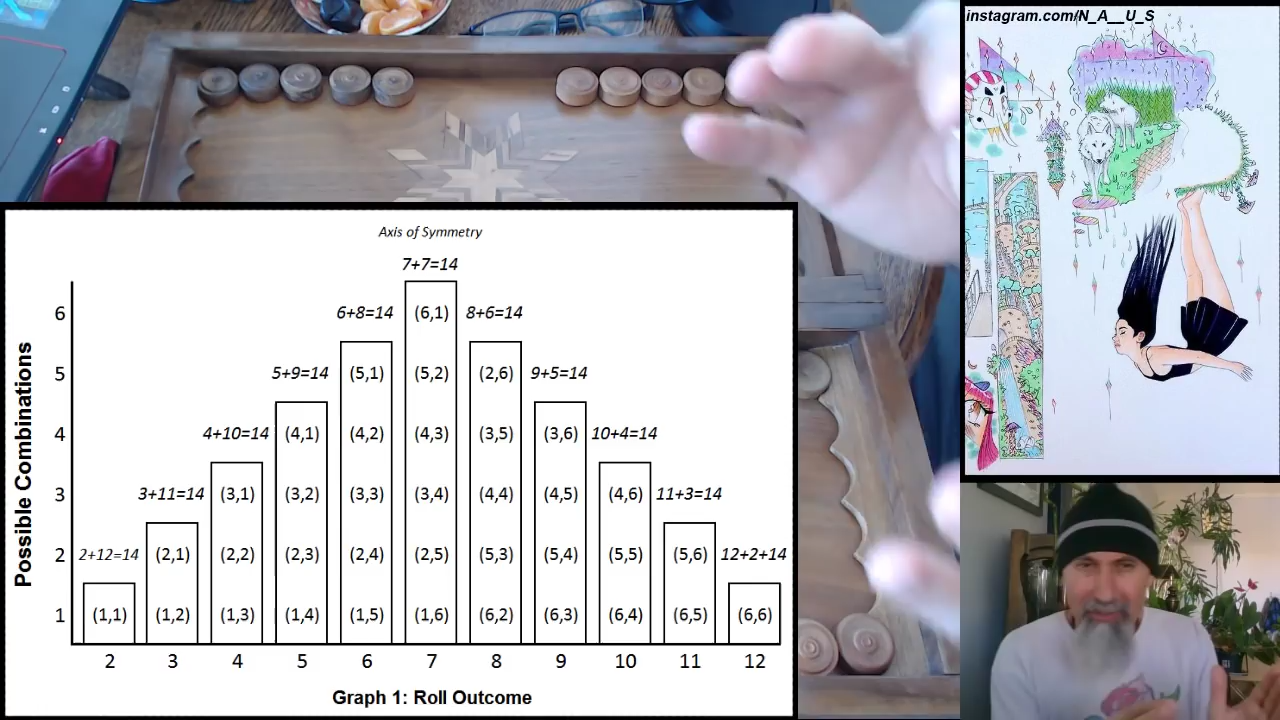 instagram.com/N_A__U_S
Axis of Symmetry
7+7=14
6 6+8=14 (6,1) 8+6=14
5 5+9=14 (5,1) (5,2) (2,6) 9+5=14
4 4+10=14 (4,1) (4,2) (4,3) (3,5) (3,6) 10+4=14
3 3+11=14 (3,1) (3,2) (3,3) (3,4) (4,4) (4,5) (4,6) 11+3=14
2 2+12=14 (2,1) (2,2) (2,3) (2,4) (2,5) (5,3) (5,4) (5,5) (5,6) 12+2+14
1 (1,1) (1,2) (1,3) (1,4) (1,5) (1,6) (6,2) (6,3) (6,4) (6,5) (6,6)
2 3 4 5 6 7 8 9 10 11 12
Possible Combinations
Graph 1: Roll Outcome